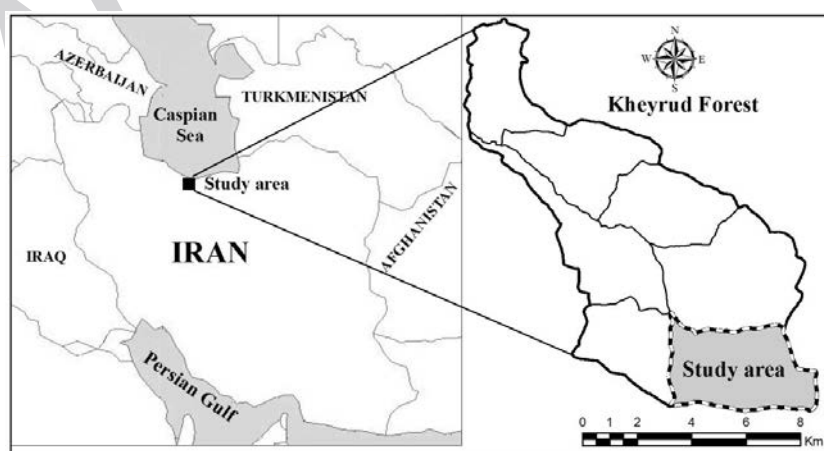 AZERBAIJAN
Caspian
Sea
TURKMENISTAN
Study area
AFGHANISTAN
IRAQ
IRAN
Persian Gulf
N
W E
S
Kheyrud Forest
Study area
0 2 4 6 8
Km